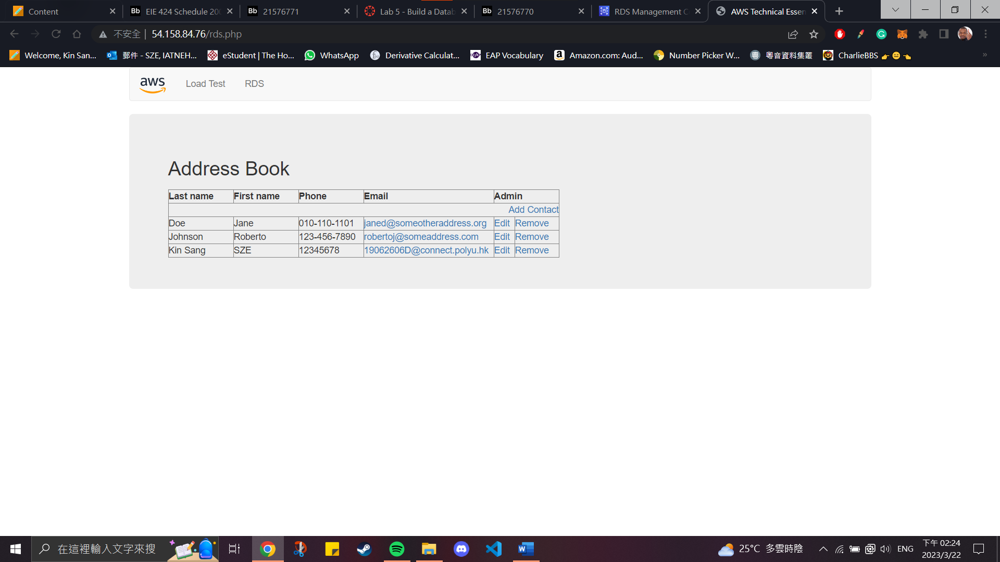 Content
EIE 424 Schedule 20
21576771
Lab 5 - Build a Datab
21576770
RDS Management C
AWS Technical Essen
不安全 | 54.158.84.76/rds.php
Welcome, Kin San...
郵件 - SZE, IATNEH...
eStudent | The Ho...
WhatsApp
Derivative Calculat...
EAP Vocabulary
Amazon.com: Aud...
Number Picker W...
粵音資料集叢
CharlieBBS 👉😑👈
aws
Load Test
RDS
Address Book
Last name First name Phone Email Admin
Add Contact
Doe Jane 010-110-1101 janed@someotheraddress.org Edit Remove
Johnson Roberto 123-456-7890 robertoj@someaddress.com Edit Remove
Kin Sang SZE 12345678 19062606D@connect.polyu.hk Edit Remove
在這裡輸入文字來搜
25°C 多雲時陰
ENG
下午 02:24
2023/3/22